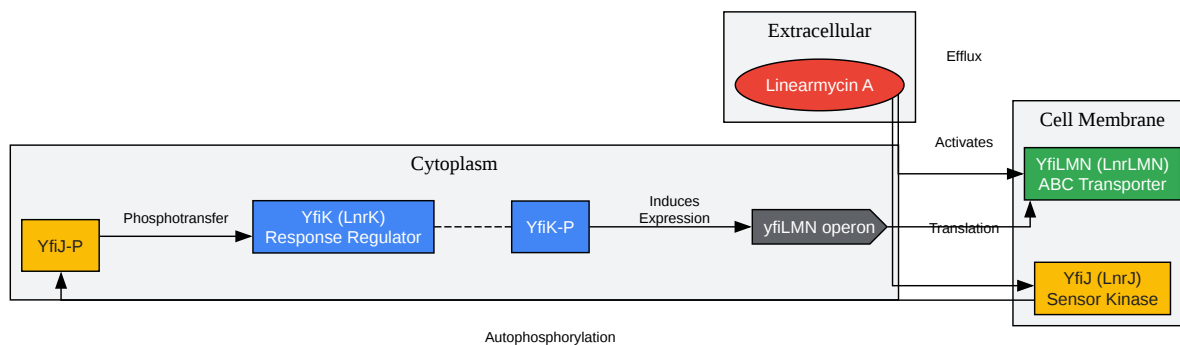 Extracellular
Efflux
Linearmycin A
Cell Membrane
Activates
Cytoplasm
YfiLMN (LnrLMN)
ABC Transporter
Phosphotransfer
YfiK (LnrK)
Response Regulator
Induces
Expression
YfiJ-P
YfiK-P
yfiLMN operon
Translation
YfiJ (LnrJ)
Sensor Kinase
Autophosphorylation